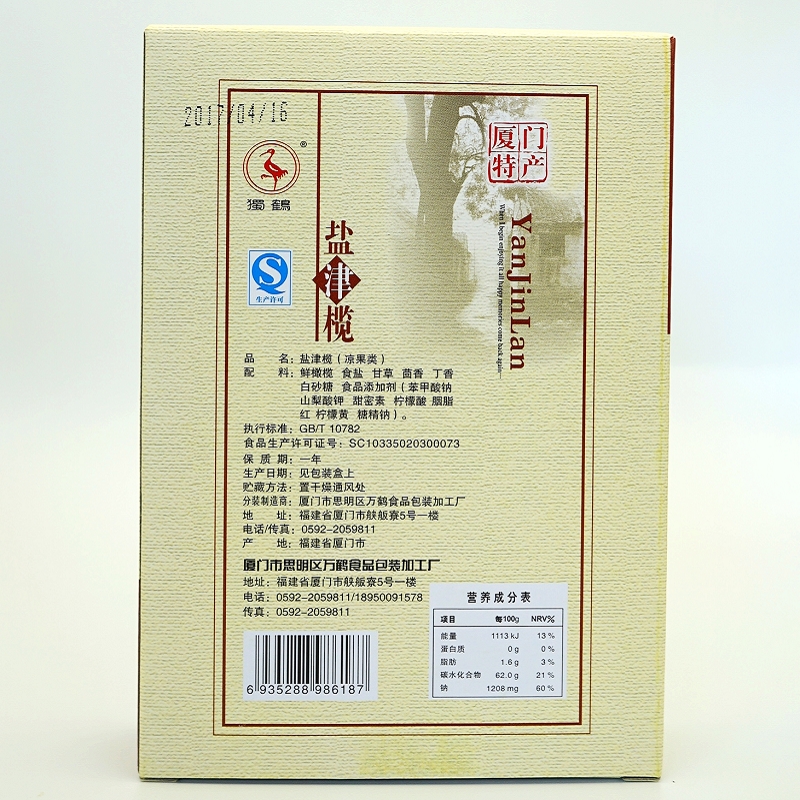 2017/04/16
厦门
特产
®
獨鶴
YanJinLan
When I begin enjoying it all happy memories come back again—
盐津榄
生产许可
品 名：盐津榄（凉果类）
配 料：鲜橄榄 食盐 甘草 茴香 丁香
白砂糖 食品添加剂（苯甲酸钠
山梨酸钾 甜蜜素 柠檬酸 胭脂
红 柠檬黄 糖精钠）。
执行标准：GB/T 10782
食品生产许可证号：SC10335020300073
保 质 期：一年
生产日期：见包装盒上
贮藏方法：置干燥通风处
分装制造商：厦门市思明区万鹤食品包装加工厂
地 址：福建省厦门市舦舨寮5号一楼
电话/传真：0592-2059811
产 地：福建省厦门市
厦门市思明区万鹤食品包装加工厂
地址：福建省厦门市舦舨寮5号一楼
电话：0592-2059811/18950091578
传真：0592-2059811
6 935288 986187
营养成分表
项目 每100g NRV%
能量 1113 kJ 13 %
蛋白质 0 g 0 %
脂肪 1.6 g 3 %
碳水化合物 62.0 g 21 %
钠 1208 mg 60 %